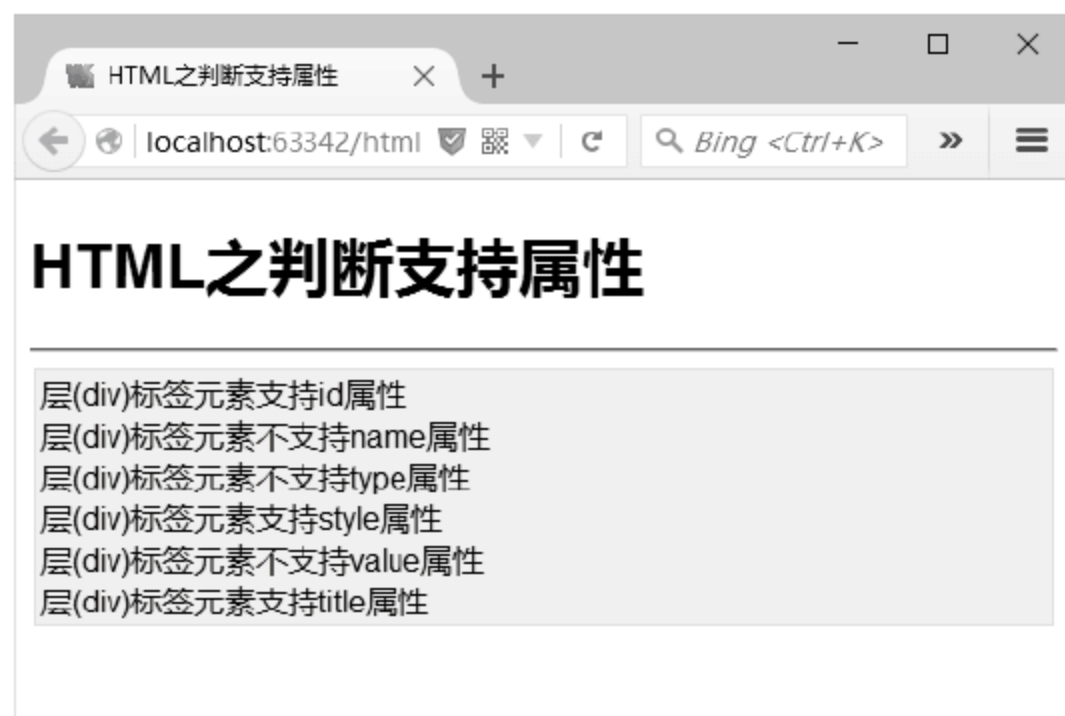 HTML之判断支持属性
localhost:63342/html
Bing <Ctrl+K>
HTML之判断支持属性
层(div)标签元素支持id属性
层(div)标签元素不支持name属性
层(div)标签元素不支持type属性
层(div)标签元素支持style属性
层(div)标签元素不支持value属性
层(div)标签元素支持title属性